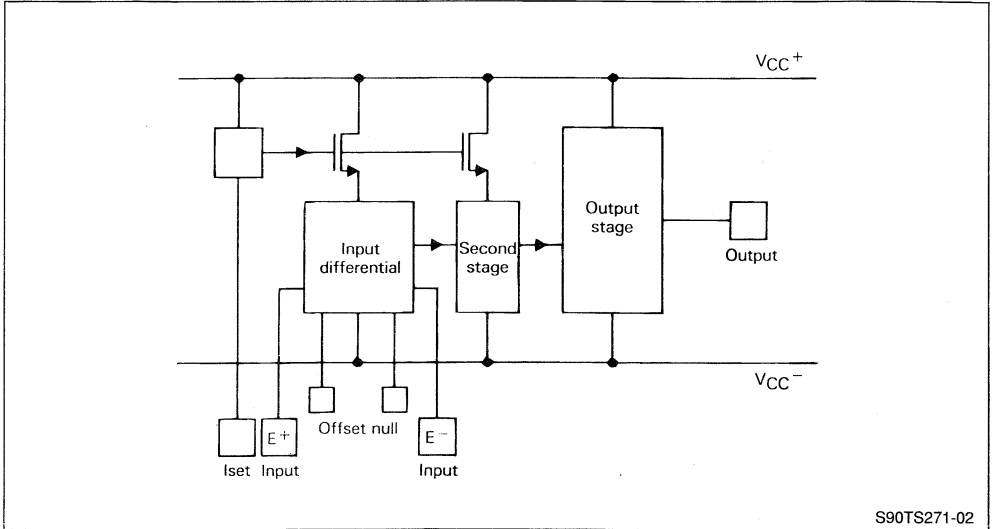 VCC+
Input
differential
Second
stage
Output
stage
Output
VCC−
Offset null
E+
E−
Iset
Input
Input
S90TS271-02